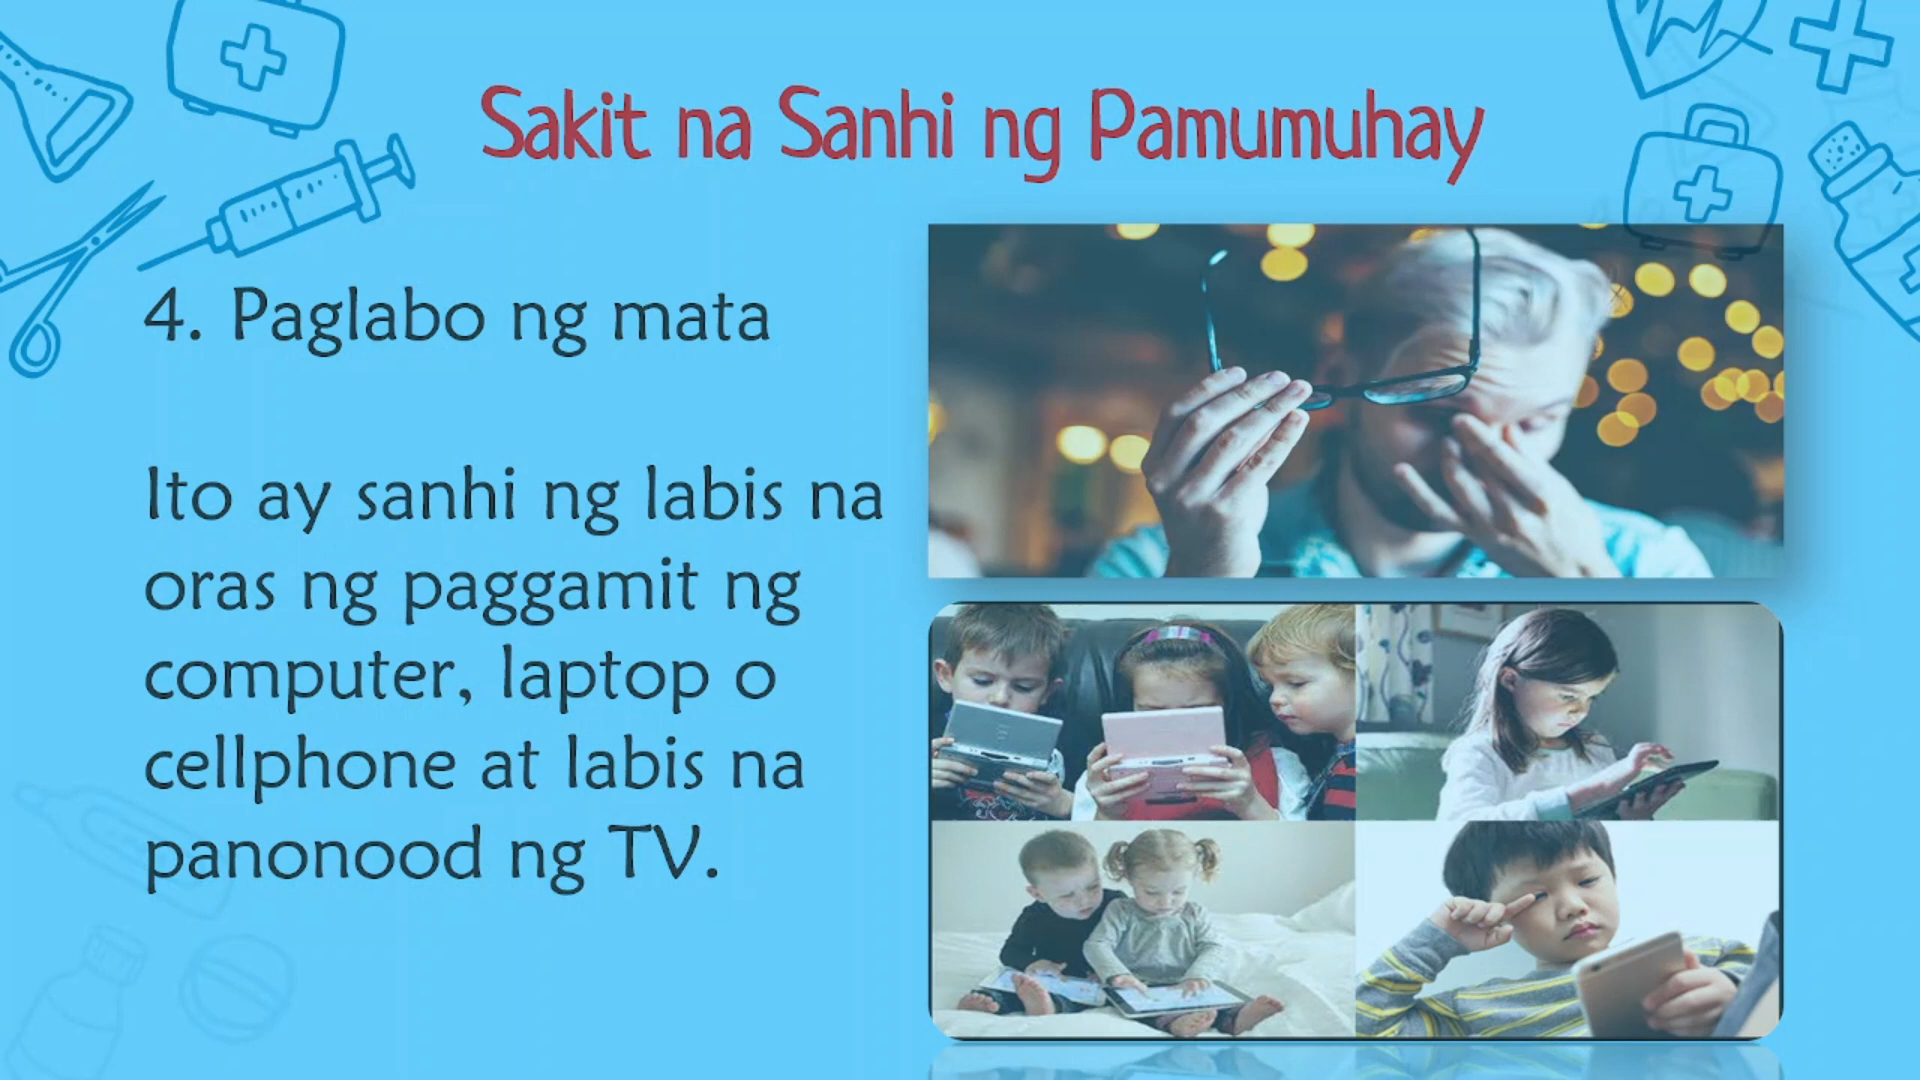 Sakit na Sanhi ng Pamumuhay
4. Paglabo ng mata
Ito ay sanhi ng labis na
oras ng paggamit ng
computer, laptop o
cellphone at labis na
panonood ng TV.